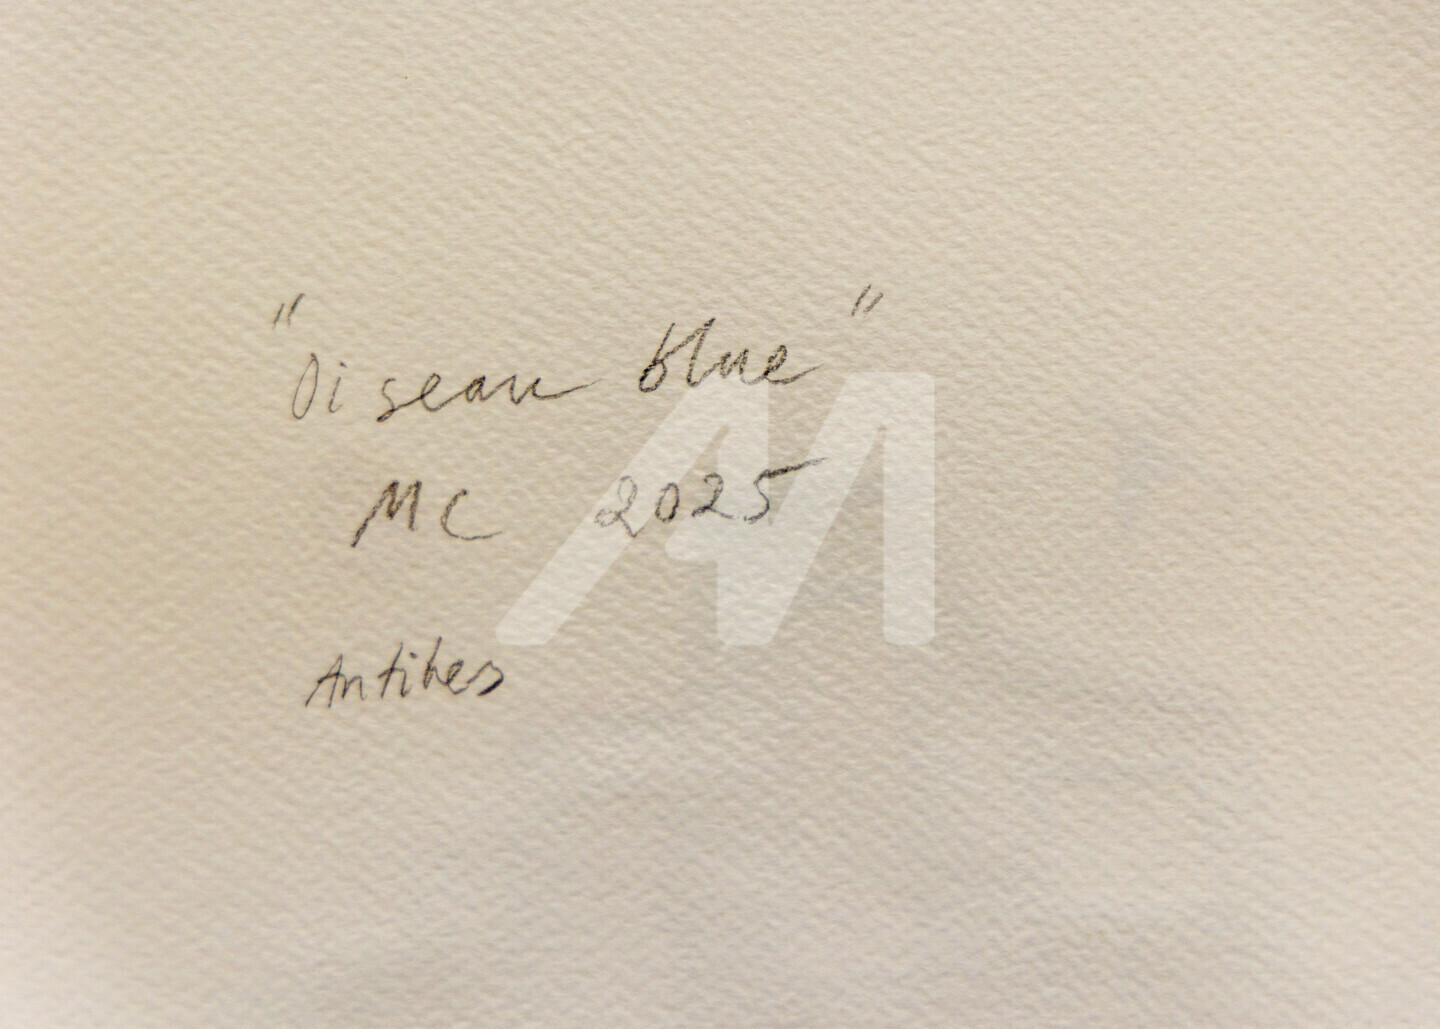 "Oiseau blue"
MC 2025
Antibes